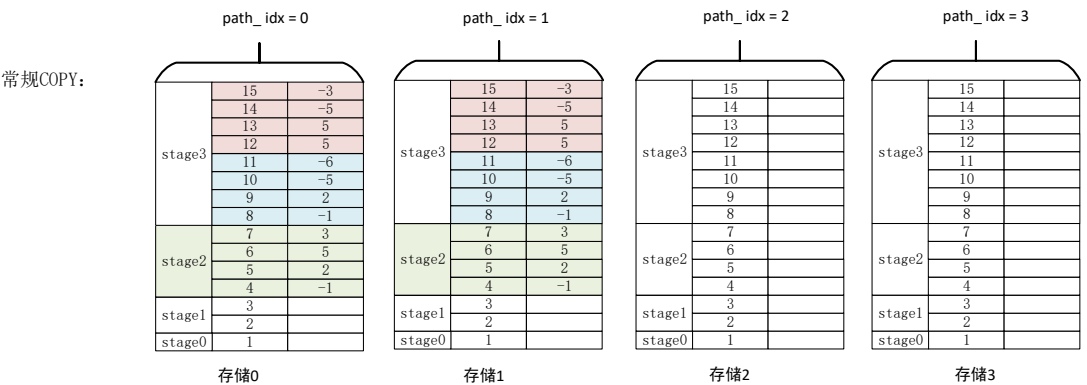 path_ idx = 0 path_ idx = 1 path_ idx = 2 path_ idx = 3
常规COPY:
15 -3 15 -3 15 15
14 -5 14 -5 14 14
13 5 13 5 13 13
12 5 12 5 12 12
stage3 stage3 stage3 stage3
11 -6 11 -6 11 11
10 -5 10 -5 10 10
9 2 9 2 9 9
8 -1 8 -1 8 8
7 3 7 3 7 7
6 5 6 5 6 6
stage2 stage2 stage2 stage2
5 2 5 2 5 5
4 -1 4 -1 4 4
3 3 3 3
stage1 stage1 stage1 stage1
2 2 2 2
stage0 1 stage0 1 stage0 1 stage0 1
存储0 存储1 存储2 存储3